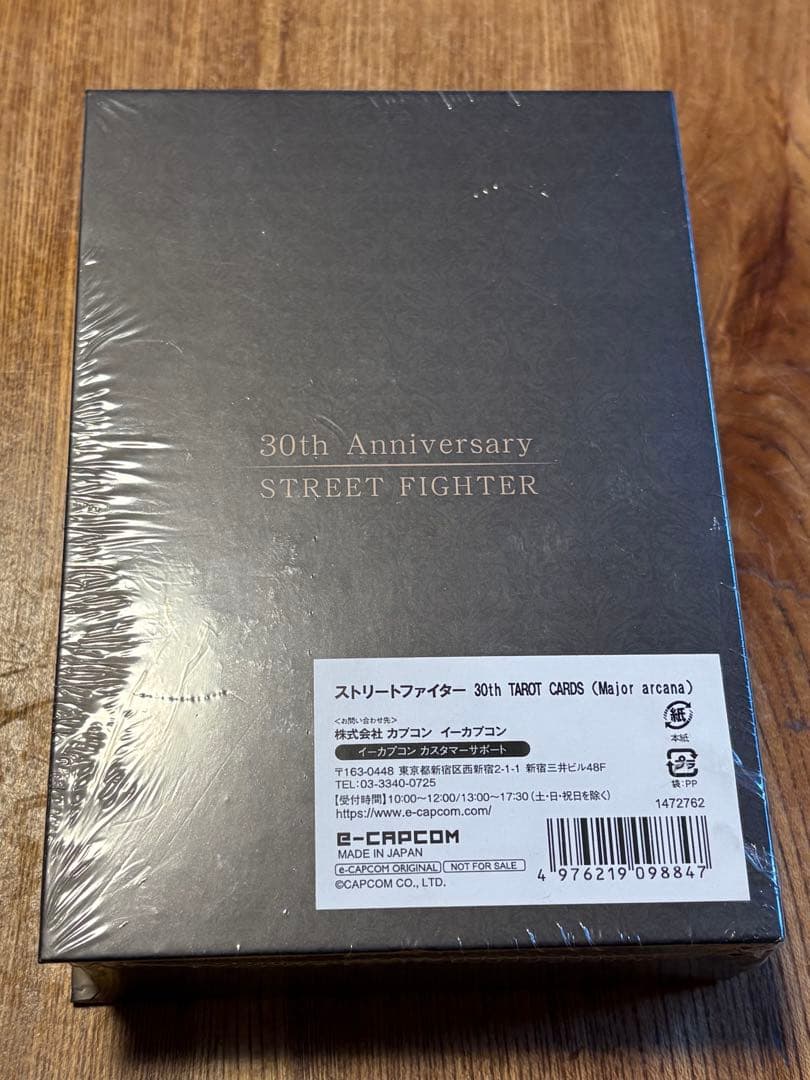 30th Anniversary
STREET FIGHTER
ストリートファイター 30th TAROT CARDS (Major arcana)
<お問い合わせ先>
株式会社 カプコン イーカプコン
イーカプコン カスタマーサポート
〒163-0448 東京都新宿区西新宿2-1-1 新宿三井ビル48F
TEL:03-3340-0725
【受付時間】10:00~12:00/13:00~17:30(土・日・祝日を除く)
https://www.e-capcom.com/
e-CAPCOM
MADE IN JAPAN
e-CAPCOM ORIGINAL NOT FOR SALE
©CAPCOM CO., LTD.
紙
本紙
プラ
袋:PP
1472762
4 976219 098847